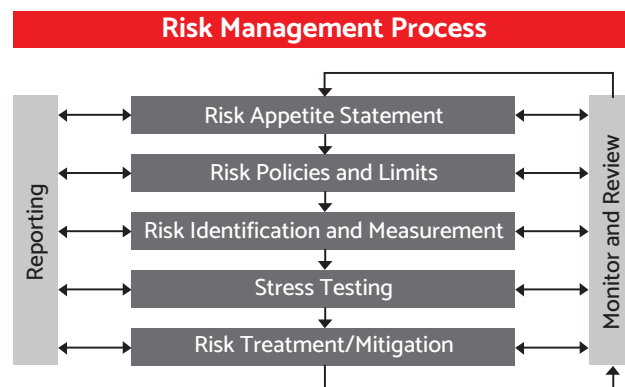 Risk Management Process
Risk Appetite Statement
Risk Policies and Limits
Risk Identification and Measurement
Stress Testing
Risk Treatment/Mitigation
Reporting
Monitor and Review